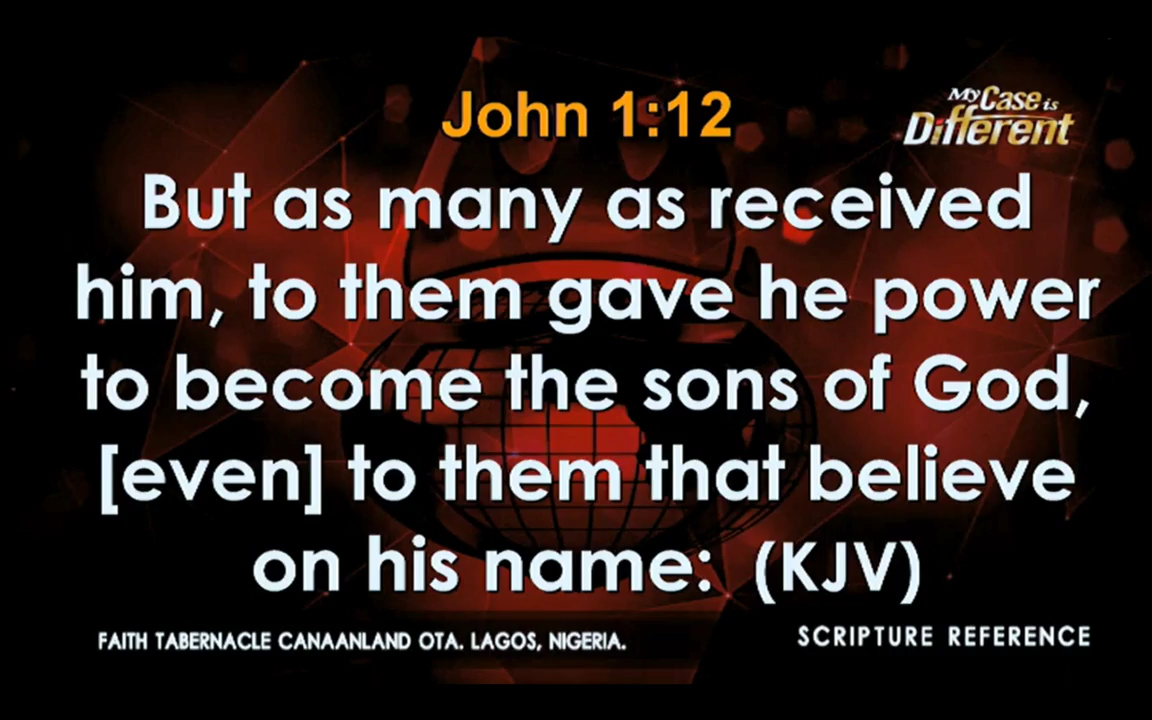 John 1:12
My Case is
Different
But as many as received
him, to them gave he power
to become the sons of God,
[even] to them that believe
on his name:  (KJV)
FAITH TABERNACLE CANAANLAND OTA. LAGOS, NIGERIA.
SCRIPTURE REFERENCE